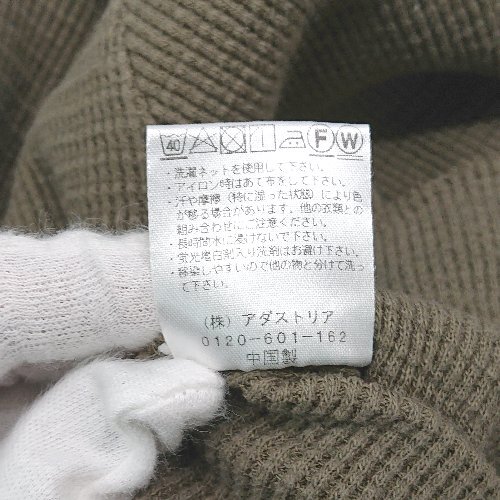 40 F W
・洗濯ネットを使用して下さい。
・アイロン時はあて布をして下さい。
・汗や摩擦（特に湿った状態）により色
が移る場合があります。他の衣類との
組み合わせにご注意ください。
・長時間水に浸けないで下さい。
・蛍光増白剤入り洗剤はお避け下さい。
・移染しやすいので他の物と分けて洗っ
て下さい。
（株）アダストリア
0120-601-162
中国製